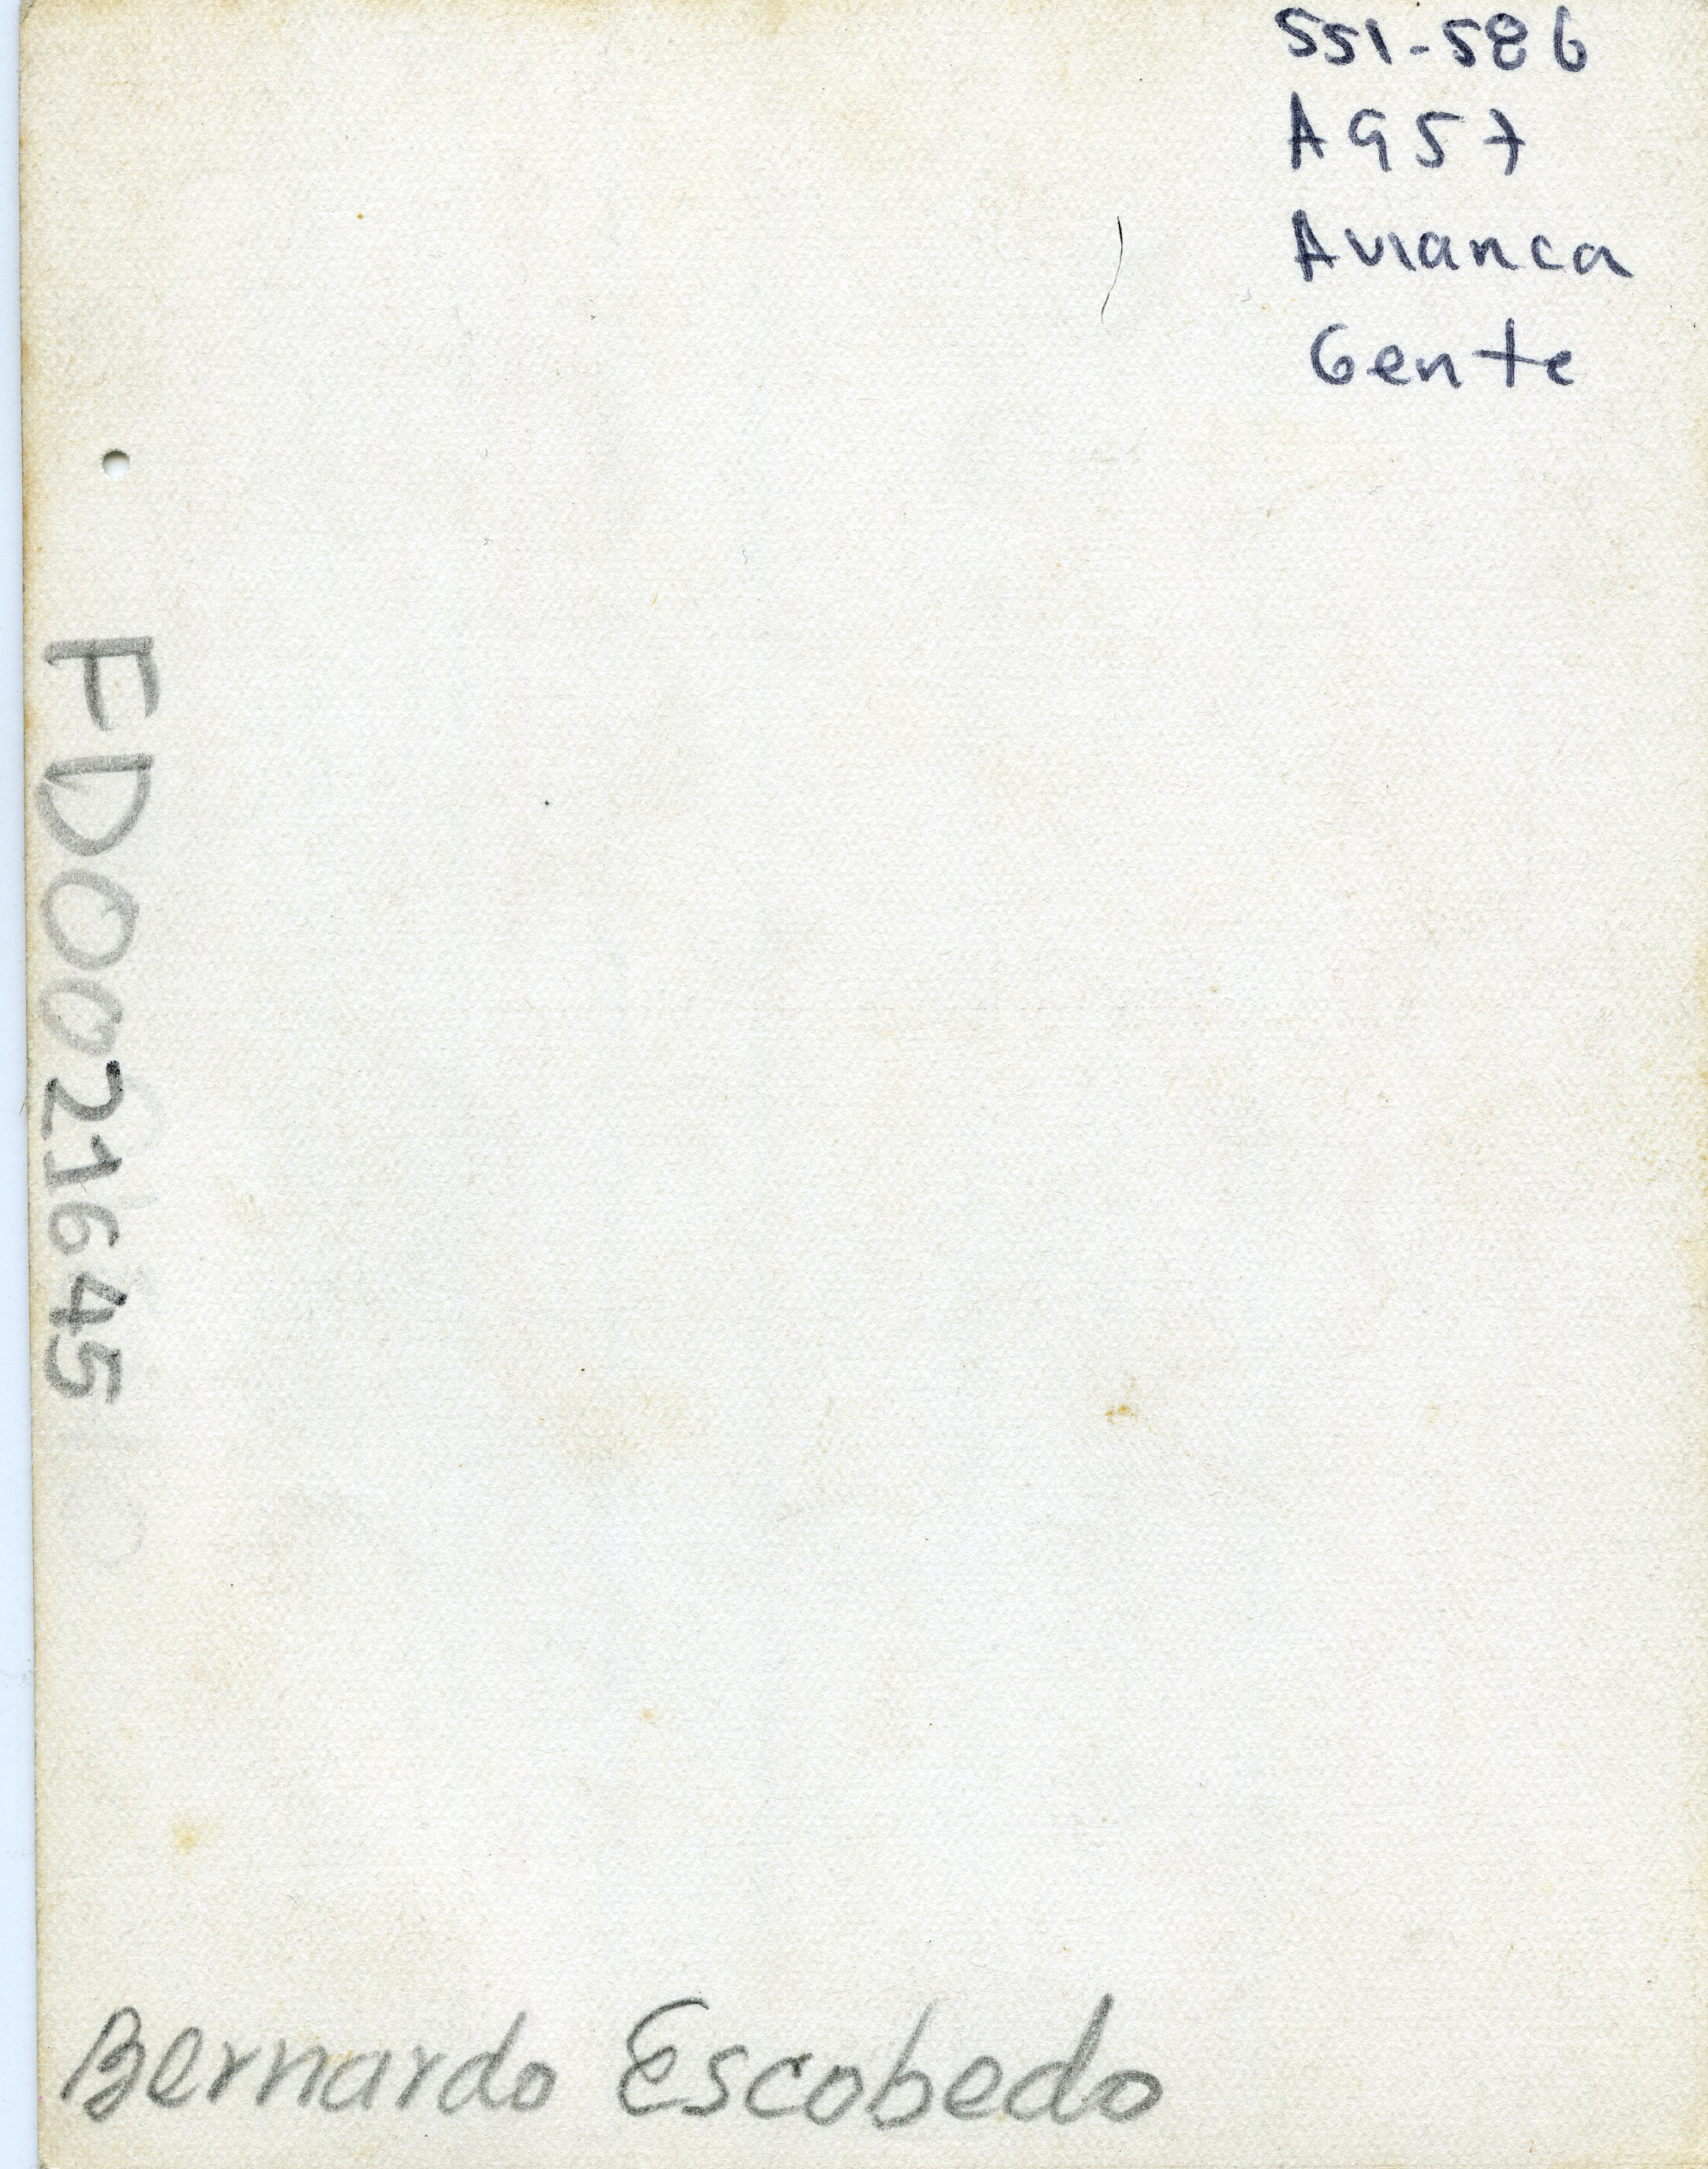 551-586
A957
Avianca
Gente
FD0021645
Bernardo Escobedo